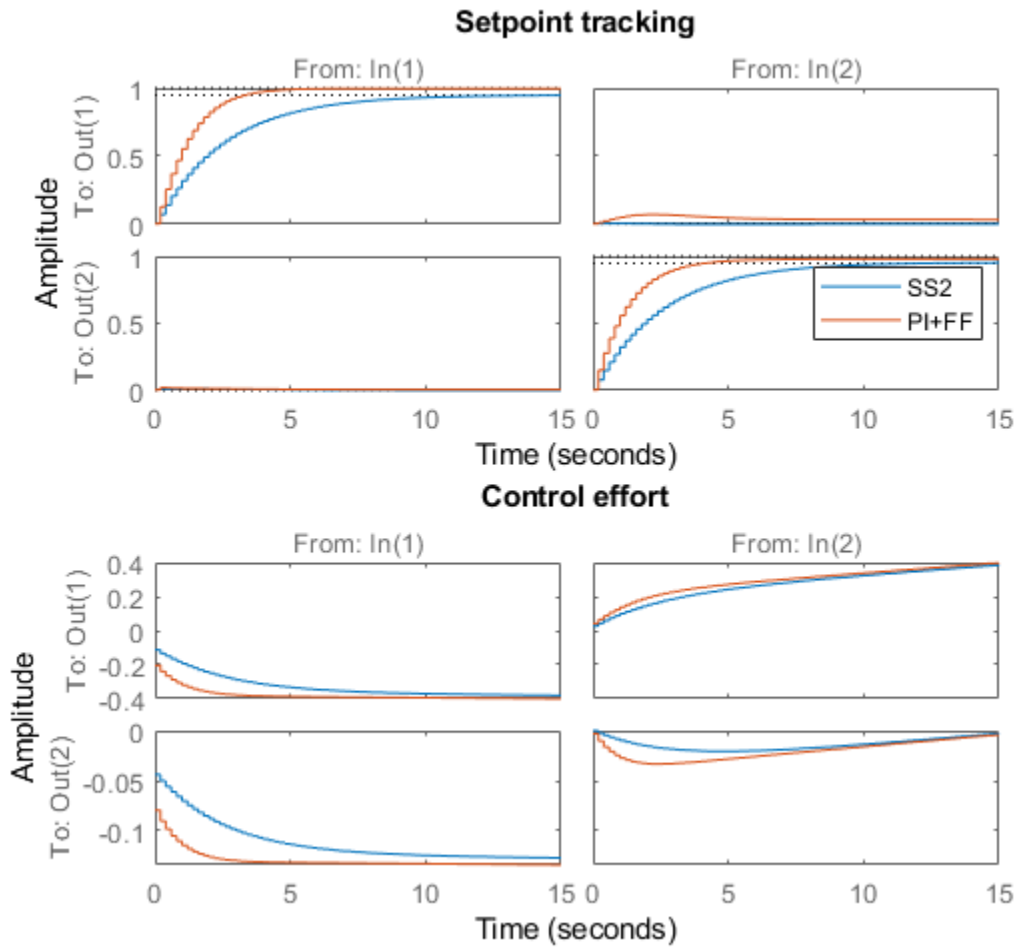 Setpoint tracking
From: In(1) From: In(2)
Amplitude
To: Out(1)
1
0.5
0
To: Out(2)
1
0.5
0
SS2
PI+FF
0 5 10 15 0 5 10 15
Time (seconds)
Control effort
From: In(1) From: In(2)
Amplitude
To: Out(1)
0.4
0.2
0
-0.2
-0.4
To: Out(2)
0
-0.05
-0.1
0 5 10 15 0 5 10 15
Time (seconds)